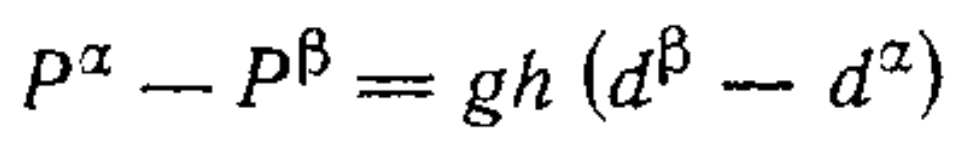 P^α — P^β = gh (d^β — d^α)